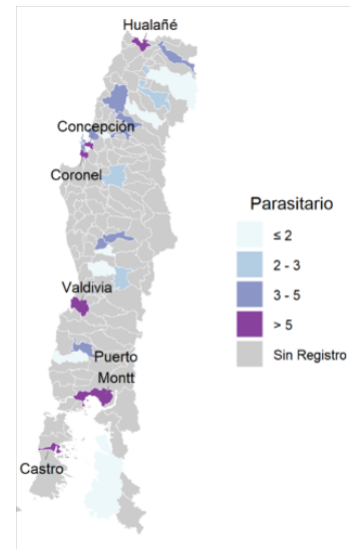 Hualañé
Concepción
Coronel
Valdivia
Puerto
Montt
Castro
Parasitario
≤ 2
2 - 3
3 - 5
> 5
Sin Registro